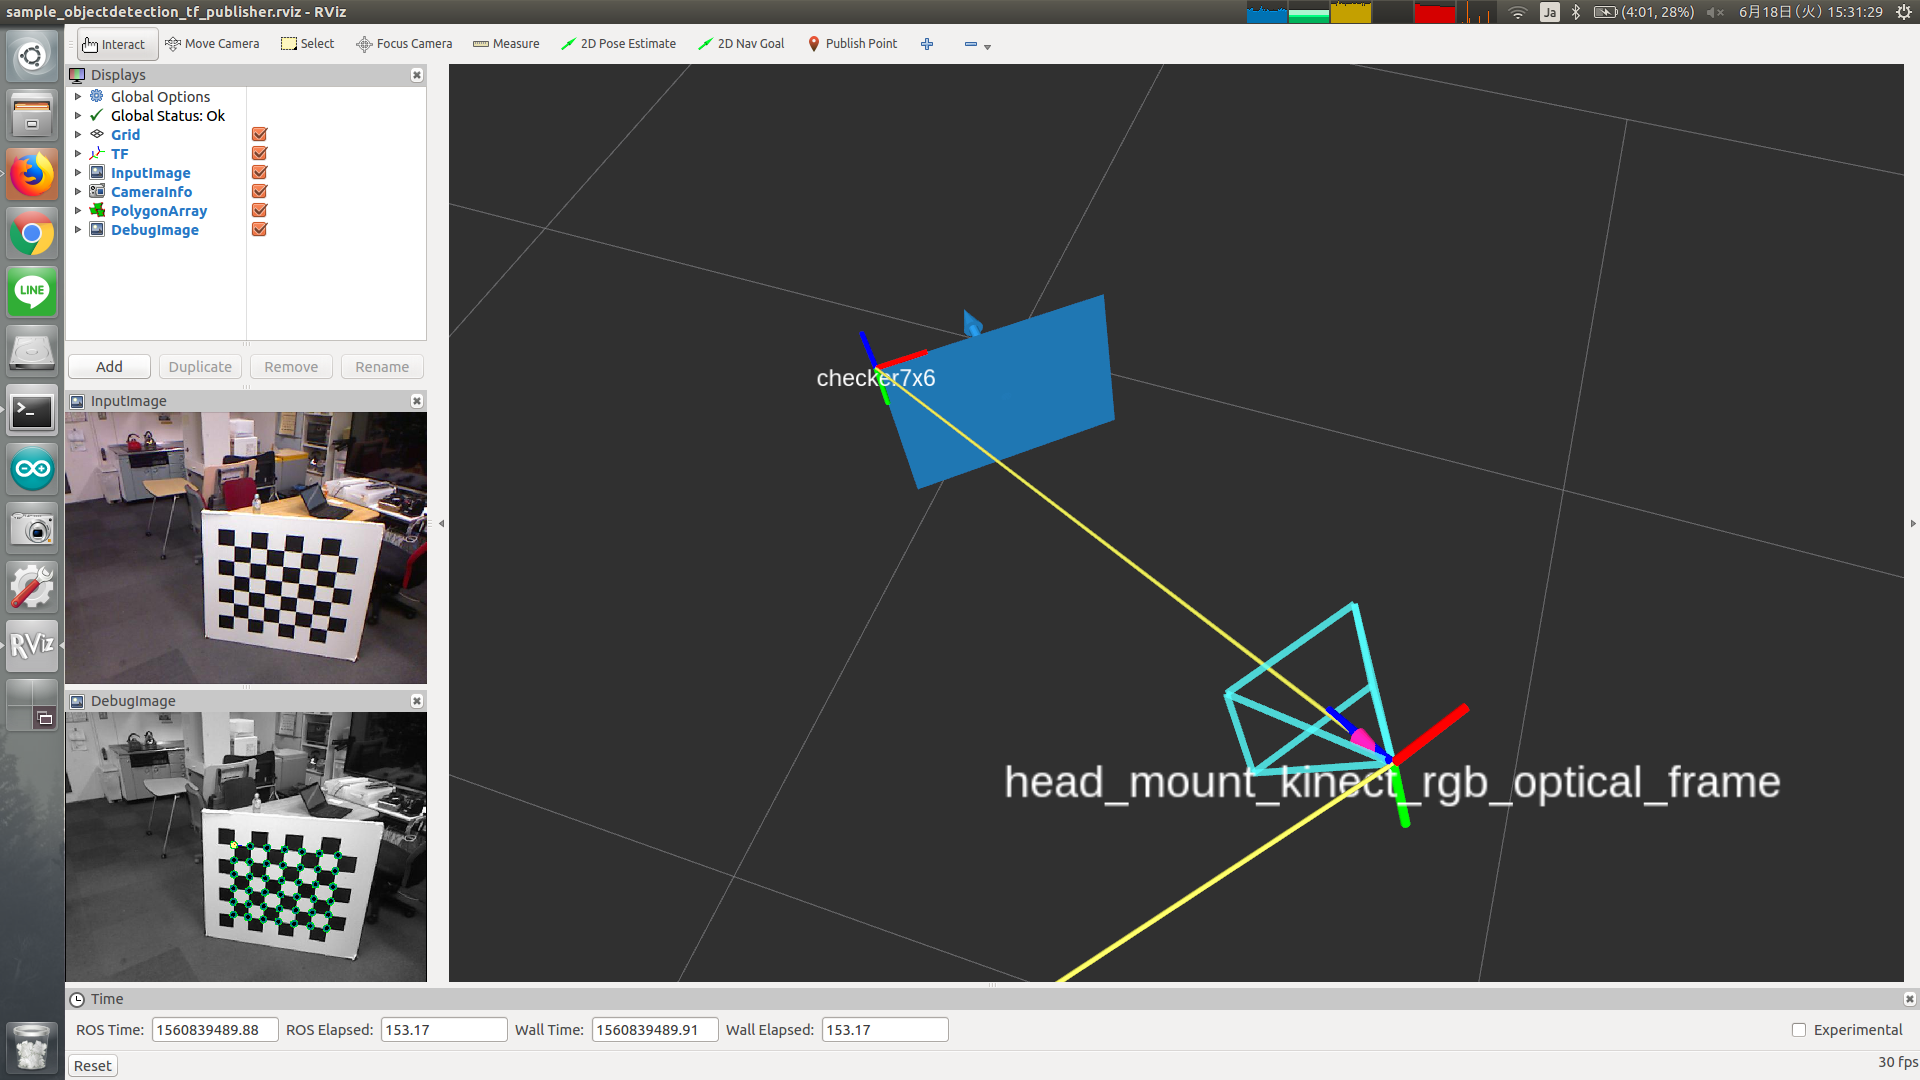 sample_objectdetection_tf_publisher.rviz - RViz
Ja
(4:01, 28%)
6月18日(火) 15:31:29
Interact
Move Camera
Select
Focus Camera
Measure
2D Pose Estimate
2D Nav Goal
Publish Point
Displays
Global Options
Global Status: Ok
Grid
TF
InputImage
CameraInfo
PolygonArray
DebugImage
Add
Duplicate
Remove
Rename
InputImage
DebugImage
LINE
RViz
checker7x6
head_mount_kinect_rgb_optical_frame
Time
ROS Time: 1560839489.88 ROS Elapsed: 153.17 Wall Time: 1560839489.91 Wall Elapsed: 153.17 Experimental
Reset
30 fps